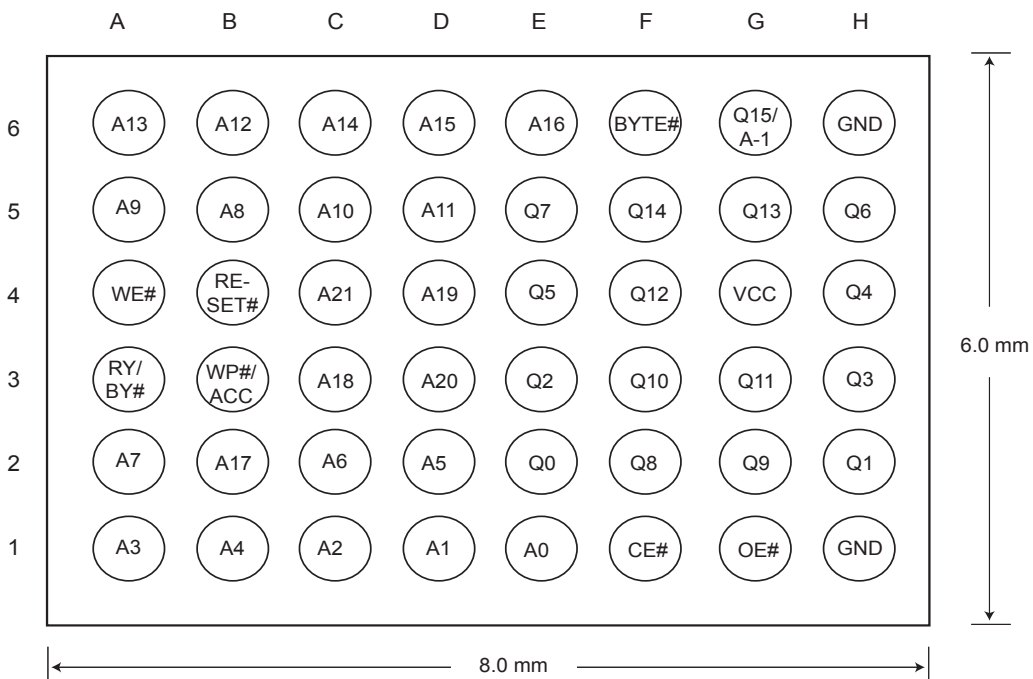 A B C D E F G H
6 A13 A12 A14 A15 A16 BYTE# Q15/ A-1 GND
5 A9 A8 A10 A11 Q7 Q14 Q13 Q6
4 WE# RE- SET# A21 A19 Q5 Q12 VCC Q4
6.0 mm
3 RY/ BY# WP#/ ACC A18 A20 Q2 Q10 Q11 Q3
2 A7 A17 A6 A5 Q0 Q8 Q9 Q1
1 A3 A4 A2 A1 A0 CE# OE# GND
8.0 mm